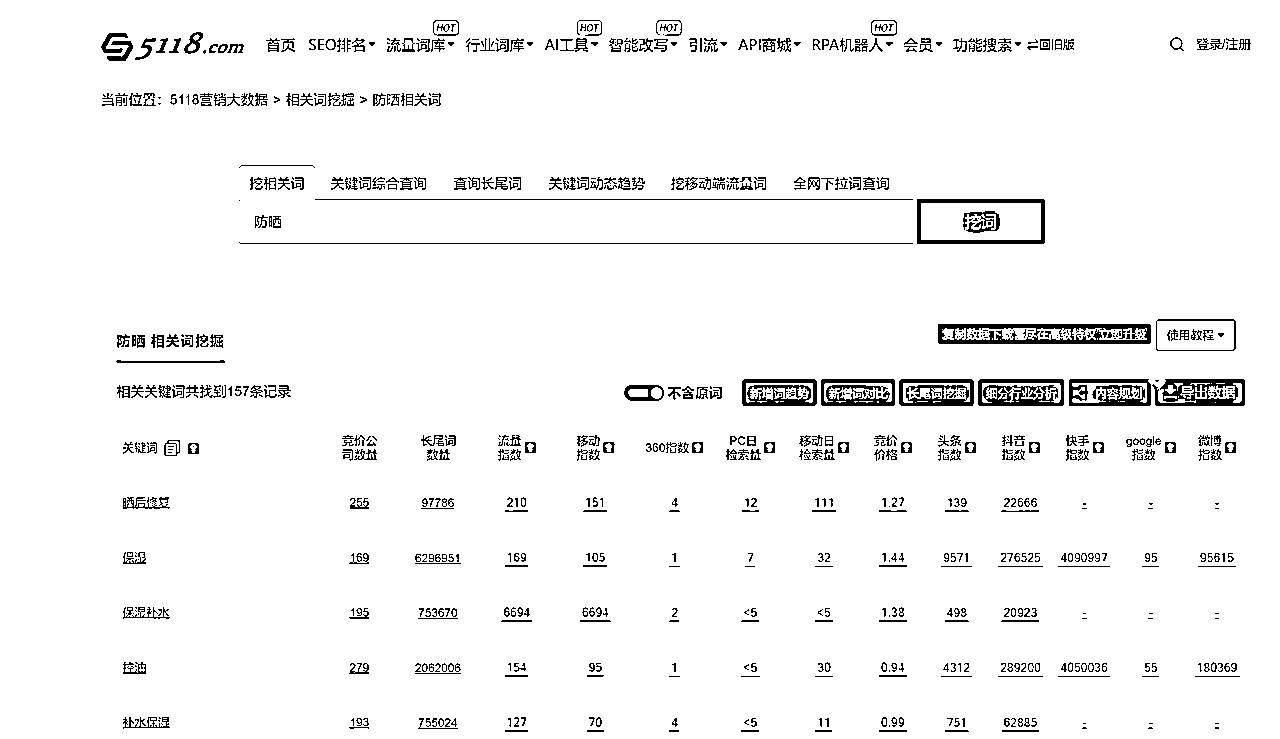 HOT HOT HOT HOT
5118.com 首页 SEO排名 流量词库 行业词库 AI工具 智能改写 引流 API商城 RPA机器人 会员 功能搜索 ⇌回旧版 登录/注册
当前位置：5118营销大数据 > 相关词挖掘 > 防晒相关词
挖相关词 关键词综合查询 查询长尾词 关键词动态趋势 挖移动端流量词 全网下拉词查询
防晒 挖词
防晒 相关词挖掘 复制数据下载量尽在高级特权 立即升级 使用教程
相关关键词共找到157条记录 不含原词 新增词趋势 新增词对比 长尾词挖掘 细分行业分析 内容规划 导出数据
关键词 竞价公司数量 长尾词数量 流量指数 移动指数 360指数 PC日检索量 移动日检索量 竞价价格 头条指数 抖音指数 快手指数 google指数 微博指数
晒后修复 255 97786 210 151 4 12 111 1.27 139 22666 - - -
保湿 169 6296951 169 105 1 7 32 1.44 9571 276525 4090997 95 95615
保湿补水 195 753670 6694 6694 2 <5 <5 1.38 498 20923 - - -
控油 279 2062006 154 95 1 <5 30 0.94 4312 289200 4050036 55 180369
补水保湿 193 755024 127 70 4 <5 11 0.99 751 62885 - - -